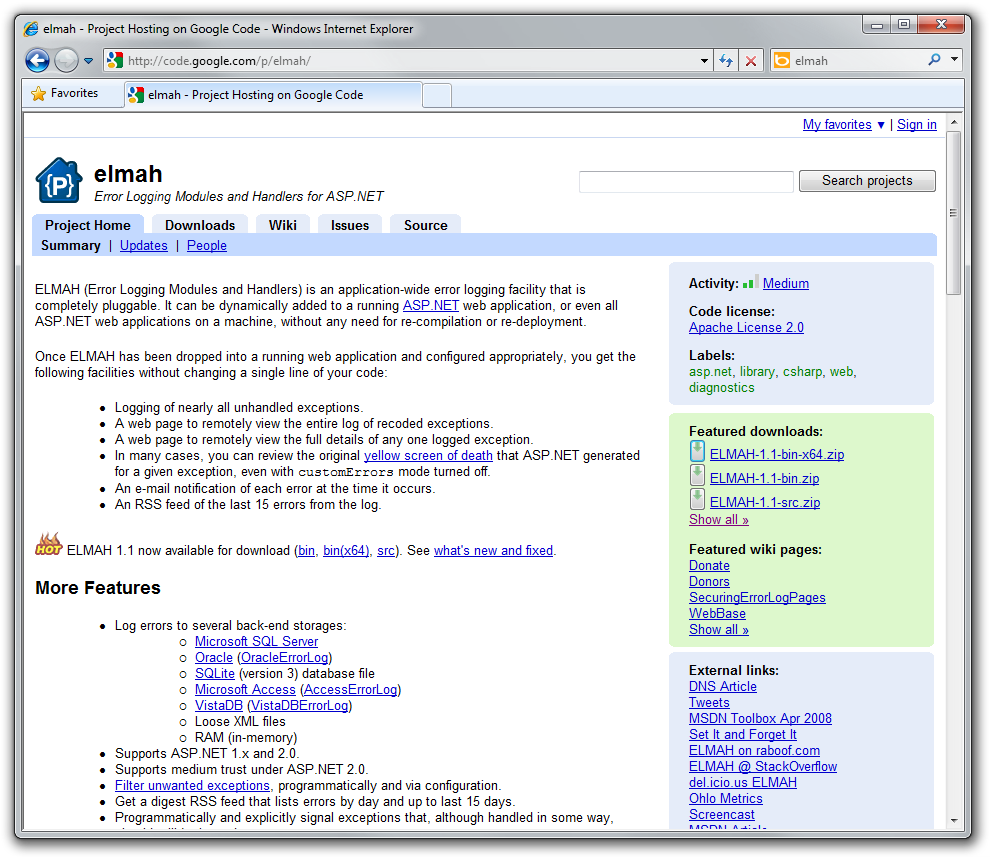 elmah - Project Hosting on Google Code - Windows Internet Explorer
http://code.google.com/p/elmah/
elmah
Favorites
elmah - Project Hosting on Google Code
My favorites ▼ | Sign in
elmah
Error Logging Modules and Handlers for ASP.NET
Search projects
Project Home Downloads Wiki Issues Source
Summary | Updates | People
ELMAH (Error Logging Modules and Handlers) is an application-wide error logging facility that is
completely pluggable. It can be dynamically added to a running ASP.NET web application, or even all
ASP.NET web applications on a machine, without any need for re-compilation or re-deployment.
Once ELMAH has been dropped into a running web application and configured appropriately, you get the
following facilities without changing a single line of your code:
• Logging of nearly all unhandled exceptions.
• A web page to remotely view the entire log of recoded exceptions.
• A web page to remotely view the full details of any one logged exception.
• In many cases, you can review the original yellow screen of death that ASP.NET generated
for a given exception, even with customErrors mode turned off.
• An e-mail notification of each error at the time it occurs.
• An RSS feed of the last 15 errors from the log.
HOT ELMAH 1.1 now available for download (bin, bin(x64), src). See what's new and fixed.
More Features
• Log errors to several back-end storages:
o Microsoft SQL Server
o Oracle (OracleErrorLog)
o SQLite (version 3) database file
o Microsoft Access (AccessErrorLog)
o VistaDB (VistaDBErrorLog)
o Loose XML files
o RAM (in-memory)
• Supports ASP.NET 1.x and 2.0.
• Supports medium trust under ASP.NET 2.0.
• Filter unwanted exceptions, programmatically and via configuration.
• Get a digest RSS feed that lists errors by day and up to last 15 days.
• Programmatically and explicitly signal exceptions that, although handled in some way,
Activity: Medium
Code license:
Apache License 2.0
Labels:
asp.net, library, csharp, web,
diagnostics
Featured downloads:
ELMAH-1.1-bin-x64.zip
ELMAH-1.1-bin.zip
ELMAH-1.1-src.zip
Show all »
Featured wiki pages:
Donate
Donors
SecuringErrorLogPages
WebBase
Show all »
External links:
DNS Article
Tweets
MSDN Toolbox Apr 2008
Set It and Forget It
ELMAH on raboof.com
ELMAH @ StackOverflow
del.icio.us ELMAH
Ohlo Metrics
Screencast
MSDN Article